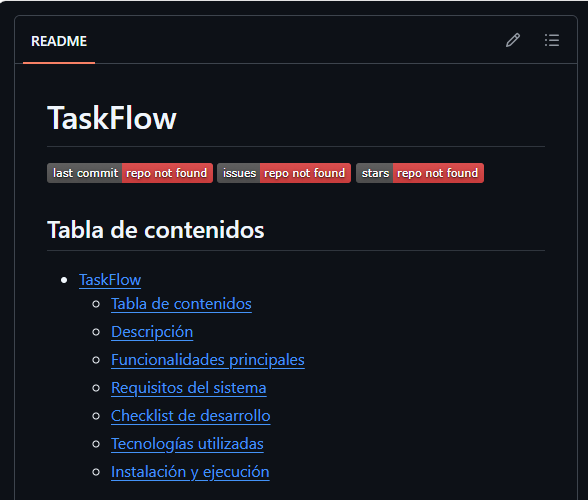 README
TaskFlow
last commit repo not found issues repo not found stars repo not found
Tabla de contenidos
TaskFlow
Tabla de contenidos
Descripción
Funcionalidades principales
Requisitos del sistema
Checklist de desarrollo
Tecnologías utilizadas
Instalación y ejecución